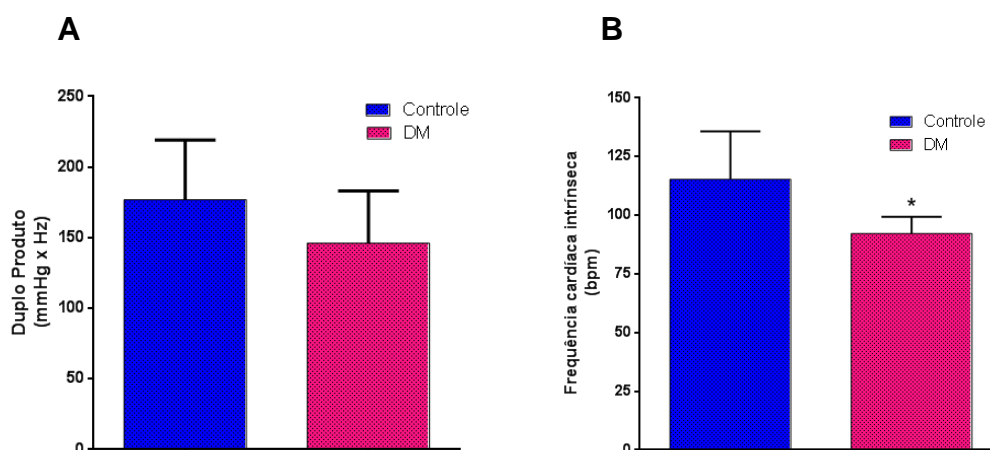 A
Duplo Produto
(mmHg x Hz)
250
200
150
100
50
0
Controle
DM
B
Frequência cardíaca intrínseca
(bpm)
150
125
100
75
50
25
0
Controle
DM
*